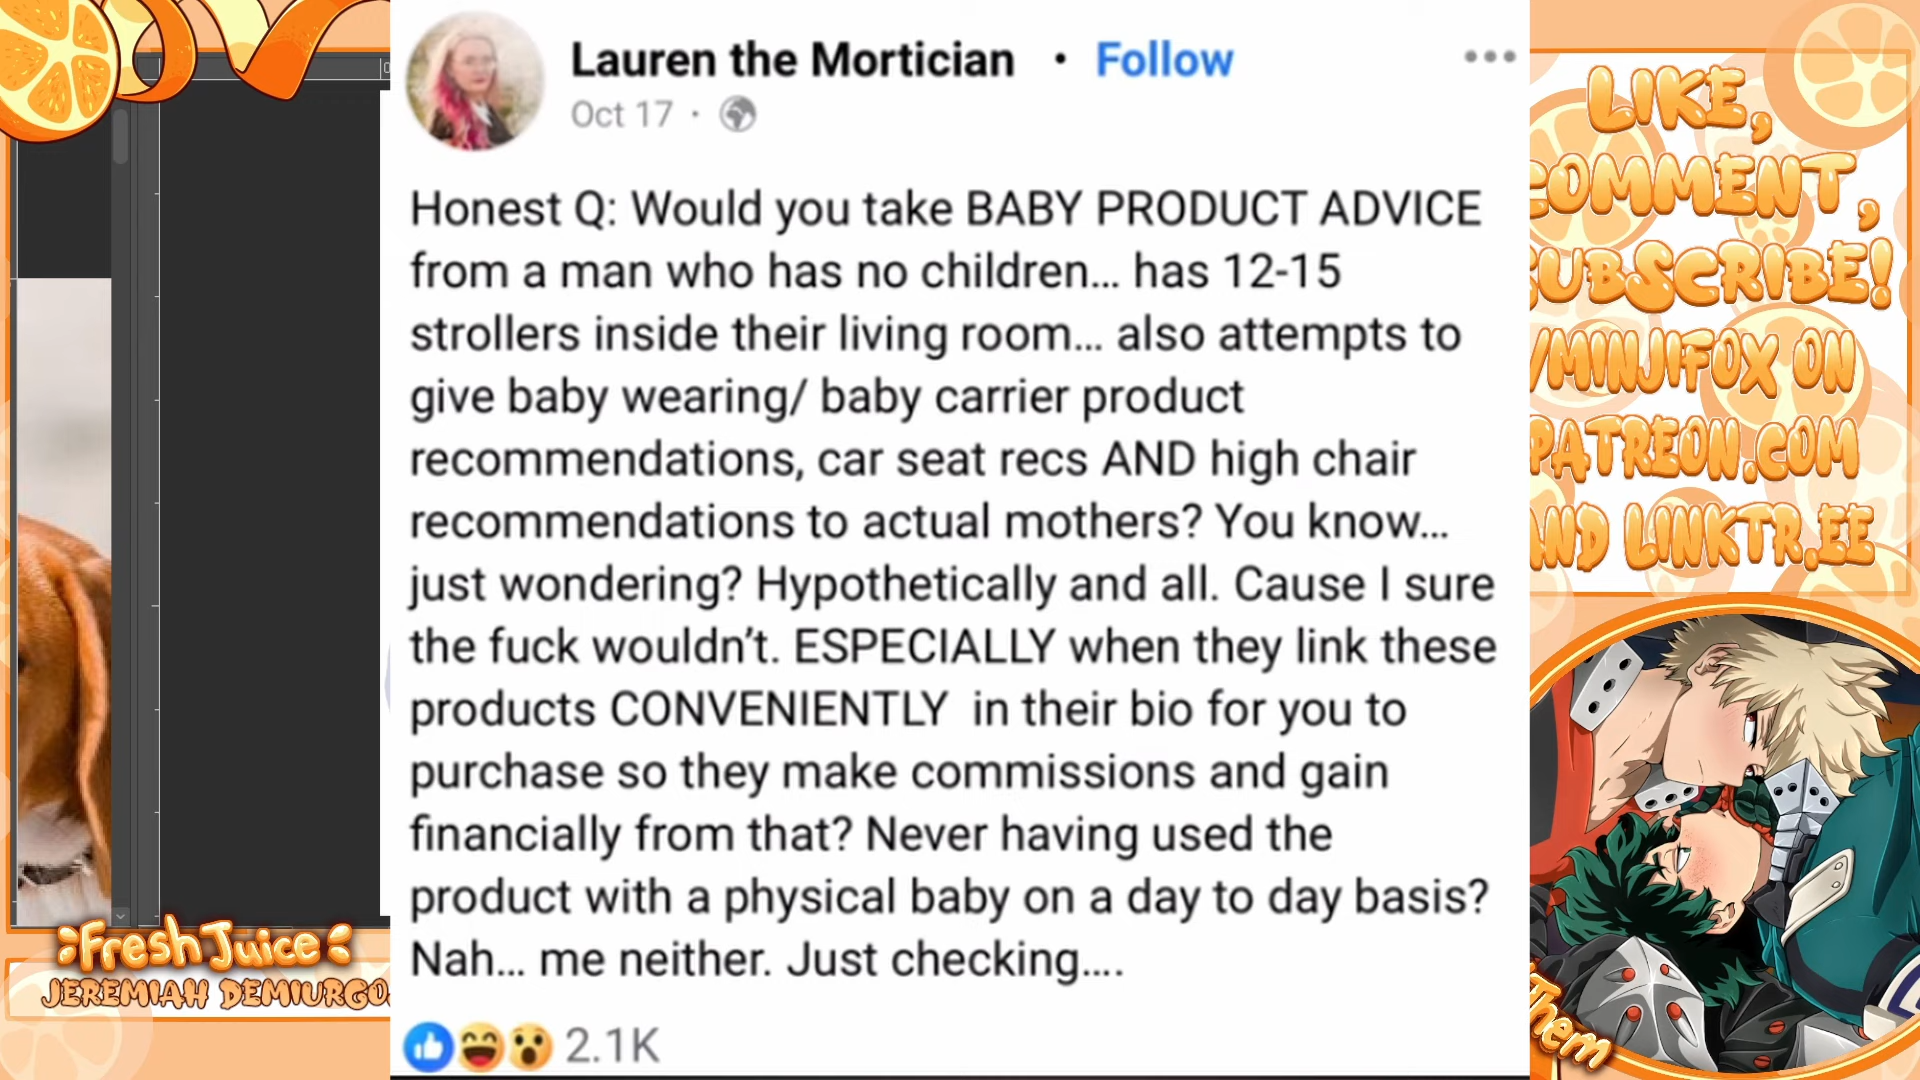 Lauren the Mortician • Follow
Oct 17 ·
Honest Q: Would you take BABY PRODUCT ADVICE
from a man who has no children... has 12-15
strollers inside their living room... also attempts to
give baby wearing/ baby carrier product
recommendations, car seat recs AND high chair
recommendations to actual mothers? You know...
just wondering? Hypothetically and all. Cause I sure
the fuck wouldn't. ESPECIALLY when they link these
products CONVENIENTLY in their bio for you to
purchase so they make commissions and gain
financially from that? Never having used the
product with a physical baby on a day to day basis?
Nah... me neither. Just checking....
2.1K
LIKE,
COMMENT,
SUBSCRIBE!
/MINJIFOX ON
PATREON.COM
AND LINKTR.EE
Fresh Juice
JEREMIAH DEMIURGO
Them